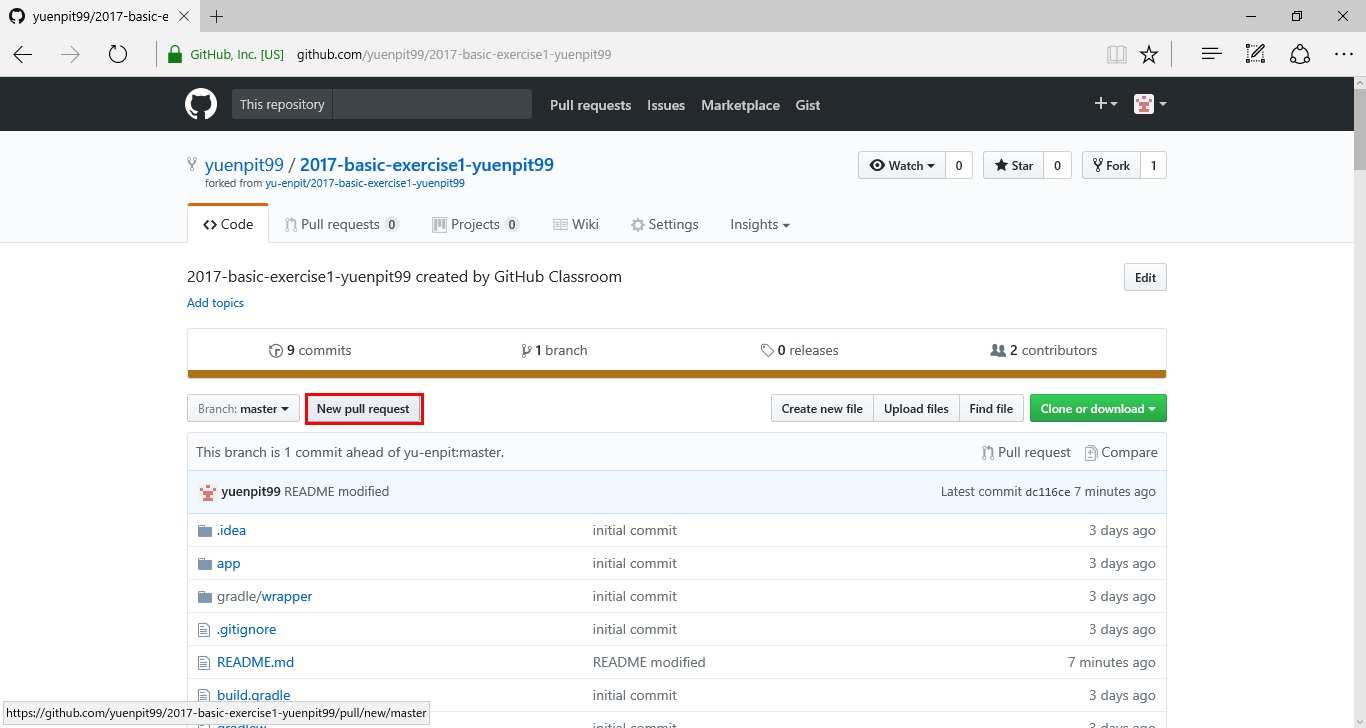 yuenpit99/2017-basic-e
GitHub, Inc. [US] github.com/yuenpit99/2017-basic-exercise1-yuenpit99
This repository Pull requests Issues Marketplace Gist
yuenpit99 / 2017-basic-exercise1-yuenpit99 Watch 0 Star 0 Fork 1
forked from yu-enpit/2017-basic-exercise1-yuenpit99
Code Pull requests 0 Projects 0 Wiki Settings Insights
2017-basic-exercise1-yuenpit99 created by GitHub Classroom Edit
Add topics
9 commits 1 branch 0 releases 2 contributors
Branch: master New pull request Create new file Upload files Find file Clone or download
This branch is 1 commit ahead of yu-enpit:master. Pull request Compare
yuenpit99 README modified Latest commit dc116ce 7 minutes ago
.idea initial commit 3 days ago
app initial commit 3 days ago
gradle/wrapper initial commit 3 days ago
.gitignore initial commit 3 days ago
README.md README modified 7 minutes ago
build.gradle initial commit 3 days ago
https://github.com/yuenpit99/2017-basic-exercise1-yuenpit99/pull/new/master
gradlew initial commit 3 days ago